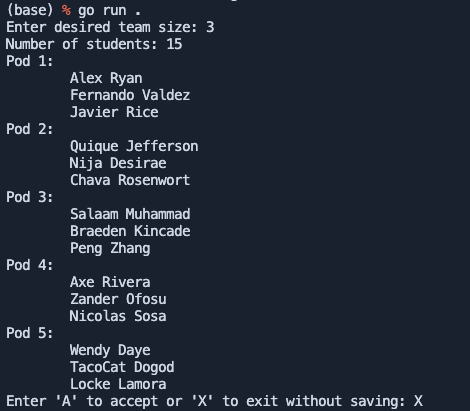 (base) % go run .
Enter desired team size: 3
Number of students: 15
Pod 1:
Alex Ryan
Fernando Valdez
Javier Rice
Pod 2:
Quique Jefferson
Nija Desirae
Chava Rosenwort
Pod 3:
Salaam Muhammad
Braeden Kincade
Peng Zhang
Pod 4:
Axe Rivera
Zander Ofosu
Nicolas Sosa
Pod 5:
Wendy Daye
TacoCat Dogod
Locke Lamora
Enter 'A' to accept or 'X' to exit without saving: X